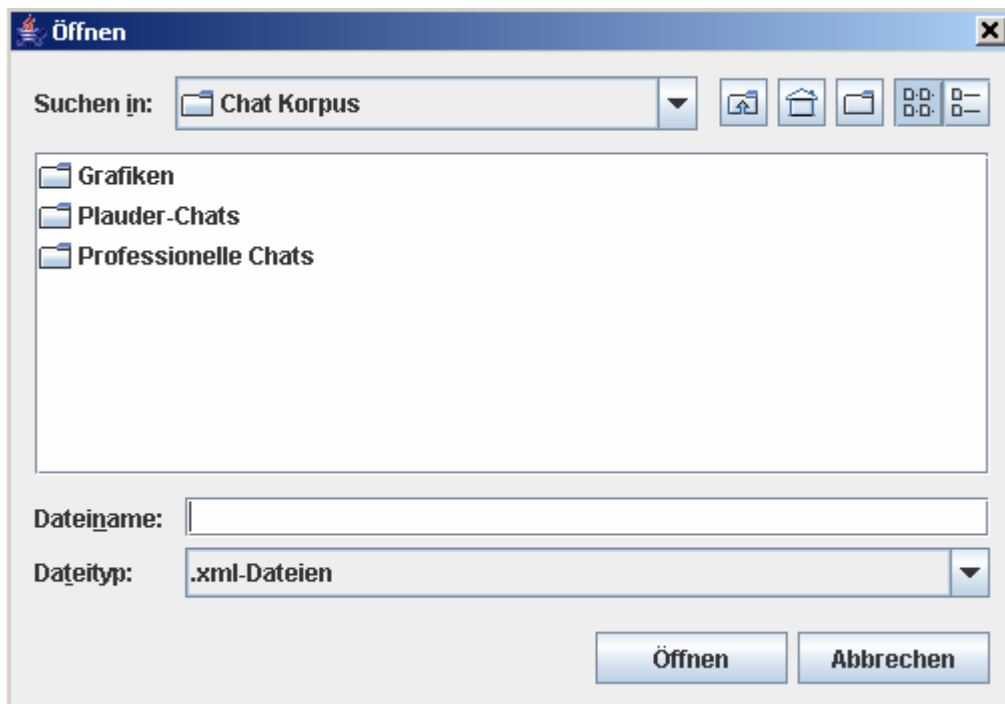 Öffnen
Suchen in: Chat Korpus
Grafiken
Plauder-Chats
Professionelle Chats
Dateiname:
Dateityp: .xml-Dateien
Öffnen Abbrechen